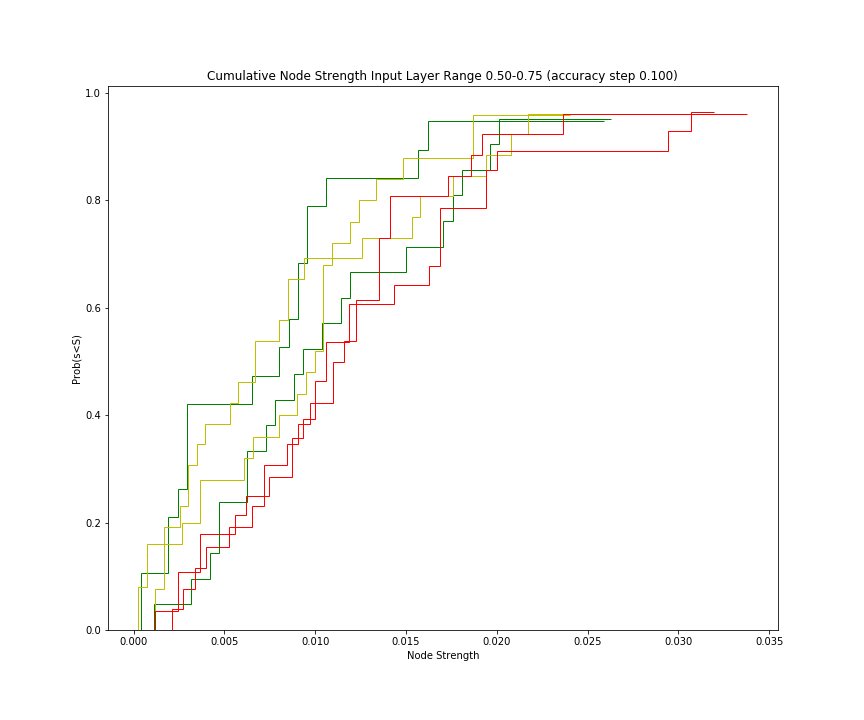 Cumulative Node Strength Input Layer Range 0.50-0.75 (accuracy step 0.100)
1.0
0.8
0.6
0.4
0.2
0.0
Prob(s<S)
0.000 0.005 0.010 0.015 0.020 0.025 0.030 0.035
Node Strength